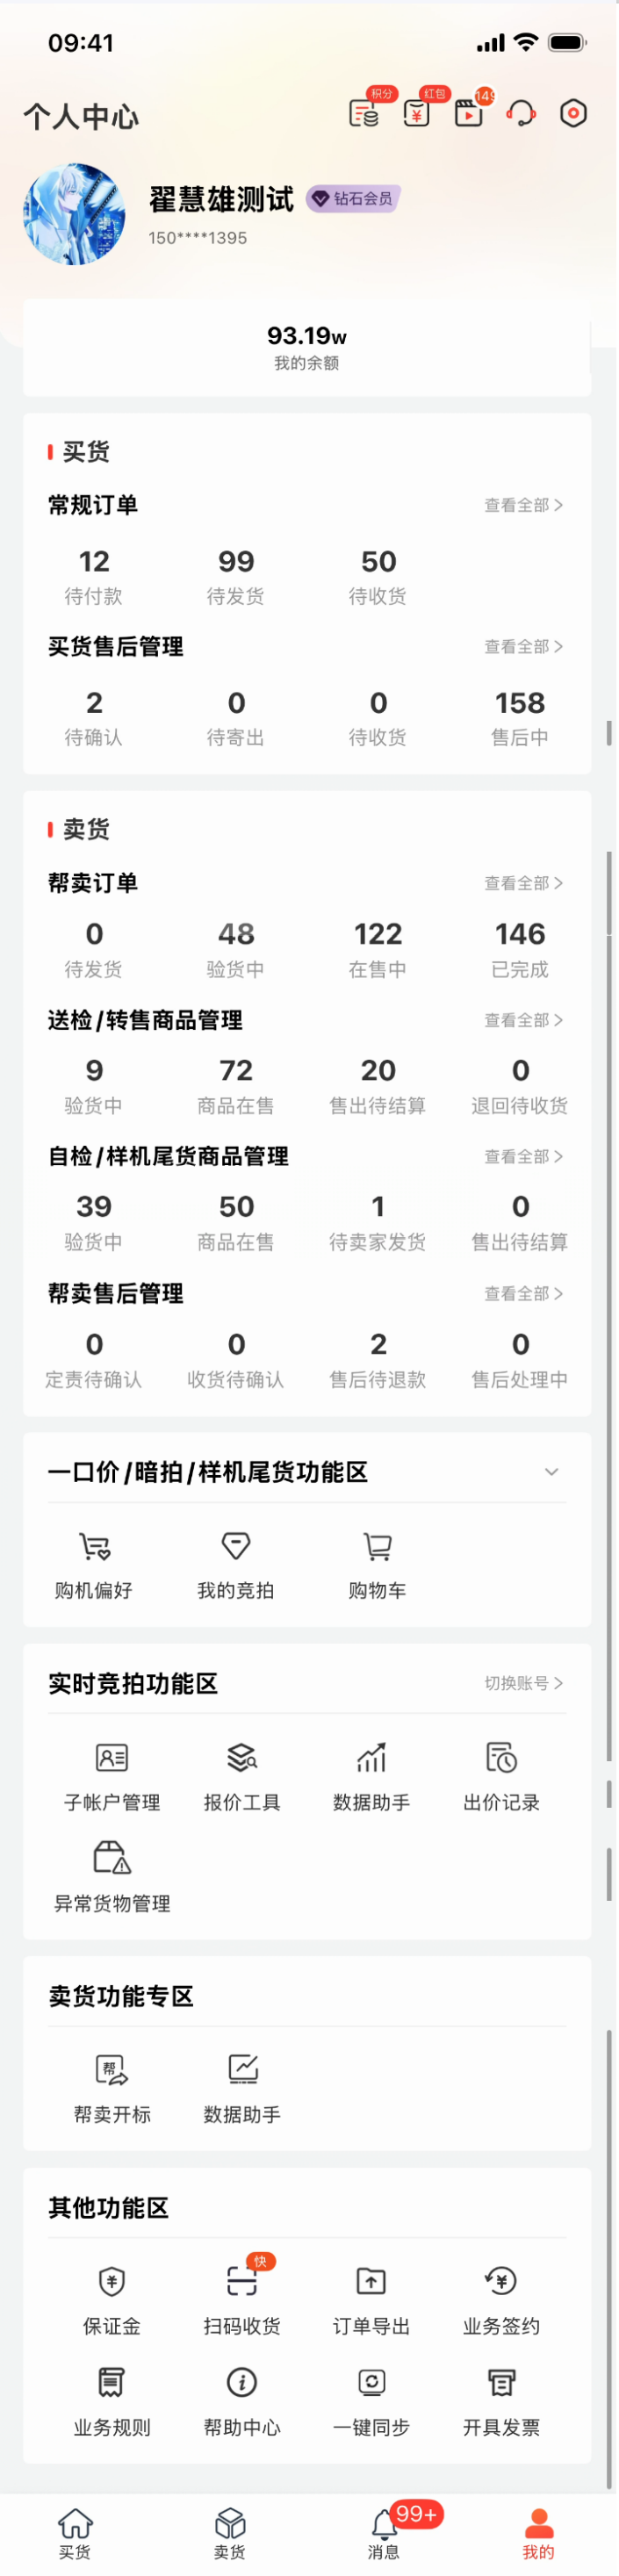 09:41
个人中心
积分
红包
149
翟慧雄测试
钻石会员
150****1395
93.19w
我的余额
买货
常规订单 查看全部
12 99 50
待付款 待发货 待收货
买货售后管理 查看全部
2 0 0 158
待确认 待寄出 待收货 售后中
卖货
帮卖订单 查看全部
0 48 122 146
待发货 验货中 在售中 已完成
送检/转售商品管理 查看全部
9 72 20 0
验货中 商品在售 售出待结算 退回待收货
自检/样机尾货商品管理 查看全部
39 50 1 0
验货中 商品在售 待卖家发货 售出待结算
帮卖售后管理 查看全部
0 0 2 0
定责待确认 收货待确认 售后待退款 售后处理中
一口价/暗拍/样机尾货功能区
购机偏好 我的竞拍 购物车
实时竞拍功能区 切换账号
子帐户管理 报价工具 数据助手 出价记录
异常货物管理
卖货功能专区
帮
帮卖开标 数据助手
其他功能区
快
保证金 扫码收货 订单导出 业务签约
业务规则 帮助中心 一键同步 开具发票
99+
买货 卖货 消息 我的